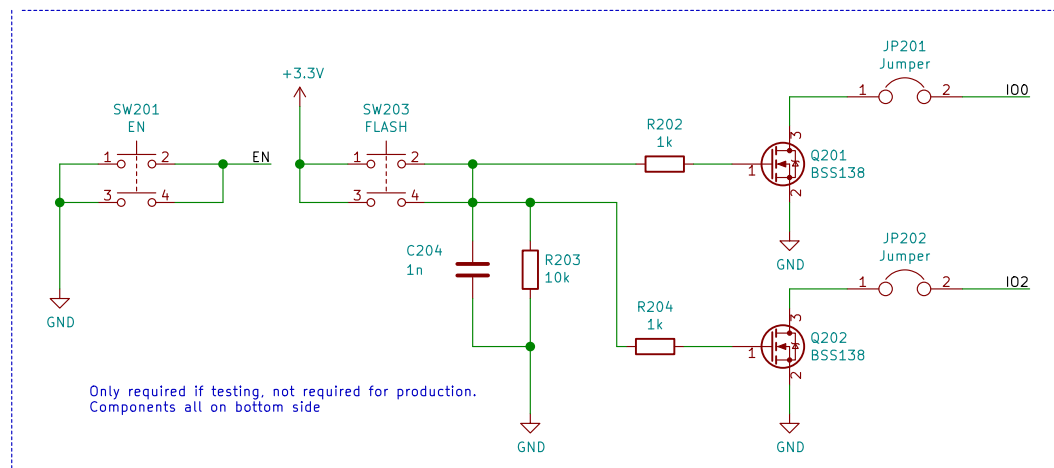 JP201
Jumper
1
2
IO0
+3.3V
SW201
EN
SW203
FLASH
R202
1k
3
Q201
BSS138
1
2
1
2
EN
1
2
1
2
3
4
3
4
GND
JP202
Jumper
C204
1n
R203
10k
1
2
IO2
GND
R204
1k
3
Q202
BSS138
1
2
Only required if testing, not required for production.
Components all on bottom side
GND
GND